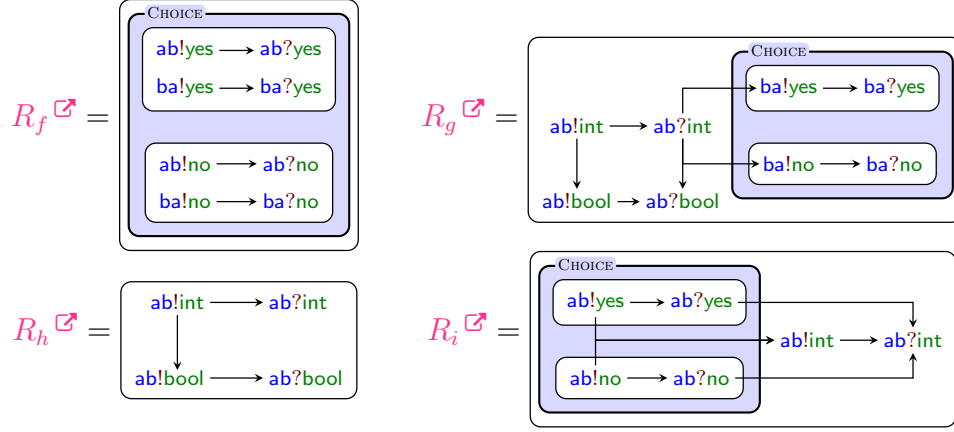 CHOICE
ab!yes → ab?yes
ba!yes → ba?yes
R_f =
ab!no → ab?no
ba!no → ba?no
CHOICE
ba!yes → ba?yes
R_g =
ab!int → ab?int
ba!no → ba?no
ab!bool → ab?bool
ab!int → ab?int
R_h =
ab!bool → ab?bool
CHOICE
ab!yes → ab?yes
R_i =
ab!int → ab?int
ab!no → ab?no